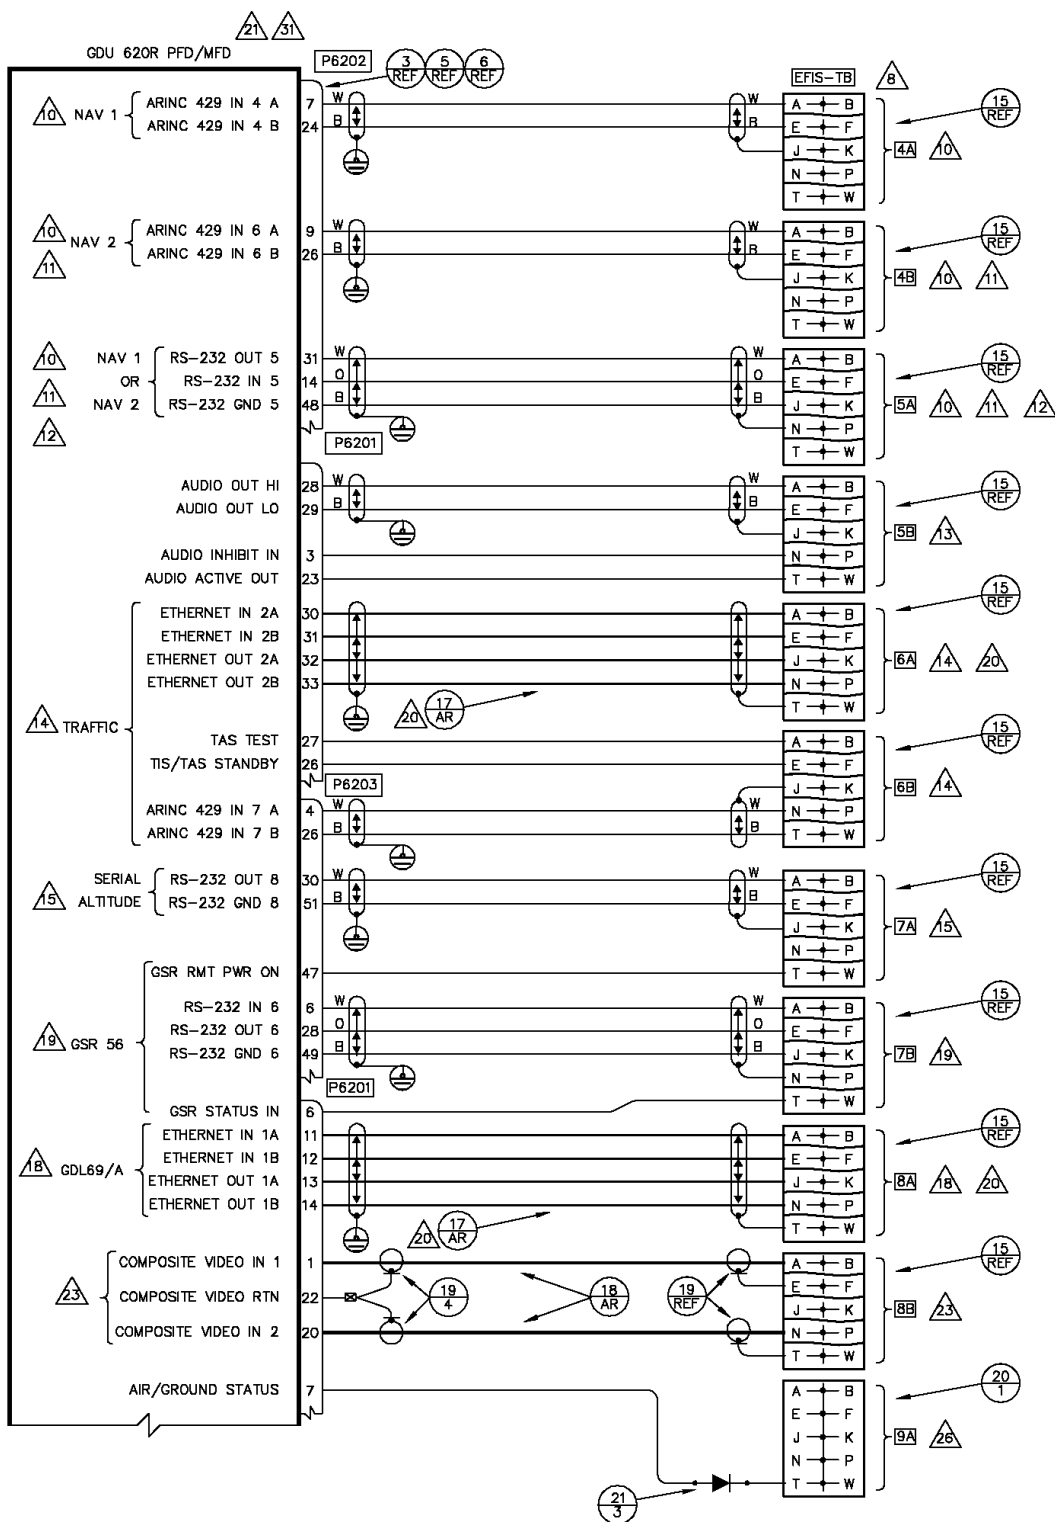 21 31
GDU 620R PFD/MFD P6202 3 REF 5 REF 6 REF
EFIS-TB 8
10 NAV 1 ARINC 429 IN 4 A 7 W W A B 15 REF
ARINC 429 IN 4 B 24 B B E F
J K 4A 10
N P
T W
10 NAV 2 ARINC 429 IN 6 A 9 W W A B 15 REF
11 ARINC 429 IN 6 B 26 B B E F
J K 4B 10 11
N P
T W
10 NAV 1 RS-232 OUT 5 31 W W A B 15 REF
11 OR RS-232 IN 5 14 O O E F
12 NAV 2 RS-232 GND 5 48 B B J K 5A 10 11 12
P6201 N P
T W
AUDIO OUT HI 28 W W A B 15 REF
AUDIO OUT LO 29 B B E F
J K 5B 13
AUDIO INHIBIT IN 3 N P
AUDIO ACTIVE OUT 23 T W
ETHERNET IN 2A 30 A B 15 REF
ETHERNET IN 2B 31 E F
ETHERNET OUT 2A 32 J K 6A 14 20
ETHERNET OUT 2B 33 N P
20 17 AR T W
14 TRAFFIC
TAS TEST 27 A B 15 REF
TIS/TAS STANDBY 26 E F
P6203 J K 6B 14
ARINC 429 IN 7 A 4 W W N P
ARINC 429 IN 7 B 26 B B T W
15 SERIAL ALTITUDE RS-232 OUT 8 30 W W A B 15 REF
RS-232 GND 8 51 B B E F
J K 7A 15
N P
GSR RMT PWR ON 47 T W
19 GSR 56 RS-232 IN 6 6 W W A B 15 REF
RS-232 OUT 6 28 O O E F
RS-232 GND 6 49 B B J K 7B 19
P6201 N P
GSR STATUS IN 6 T W
18 GDL69/A ETHERNET IN 1A 11 A B 15 REF
ETHERNET IN 1B 12 E F
ETHERNET OUT 1A 13 J K 8A 18 20
ETHERNET OUT 1B 14 N P
20 17 AR T W
23 COMPOSITE VIDEO IN 1 1 A B 15 REF
COMPOSITE VIDEO RTN 22 19 4 18 AR 19 REF E F
J K 8B 23
COMPOSITE VIDEO IN 2 20 N P
T W
AIR/GROUND STATUS 7 A B 20 1
E F
J K 9A 26
N P
T W
21 3